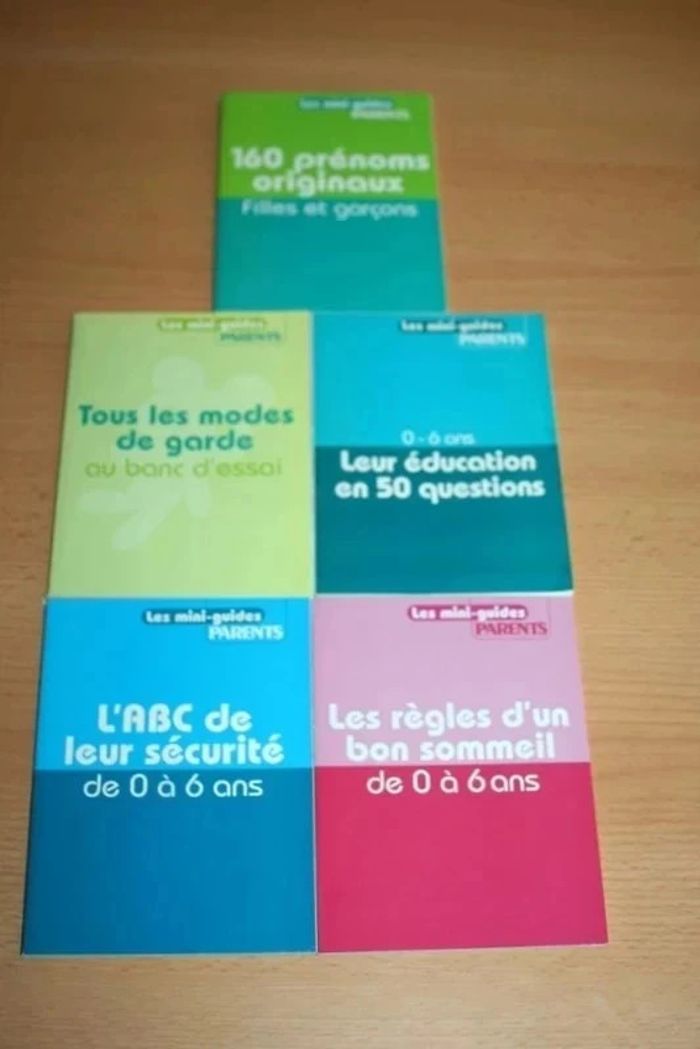 Les mini-guides
PARENTS
160 prénoms
originaux
Filles et garçons
Les mini-guides
PARENTS
Tous les modes
de garde
au banc d'essai
Les mini-guides
PARENTS
0-6 ans
Leur éducation
en 50 questions
Les mini-guides
PARENTS
L'ABC de
leur sécurité
de 0 à 6 ans
Les mini-guides
PARENTS
Les règles d'un
bon sommeil
de 0 à 6 ans